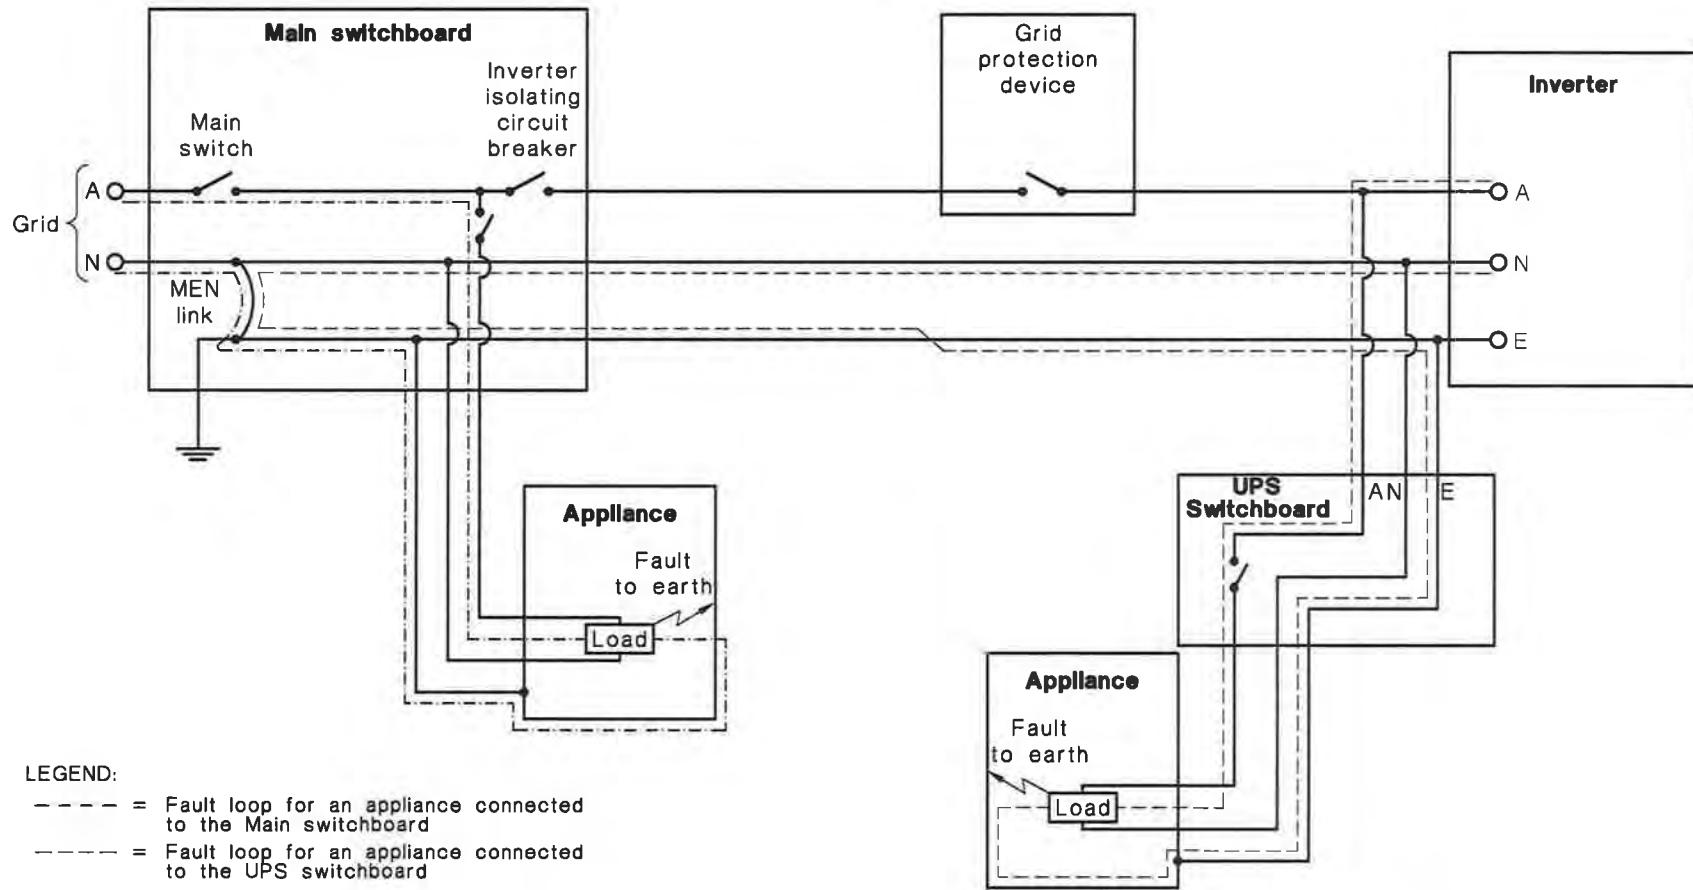 Main switchboard
Grid
protection
device
Inverter
Inverter
isolating
circuit
breaker
Main
switch
A
Grid
N
MEN
link
A
N
E
UPS
Switchboard
A N E
Appliance
Fault
to earth
Load
Appliance
Fault
to earth
Load
LEGEND:
= Fault loop for an appliance connected
to the Main switchboard
= Fault loop for an appliance connected
to the UPS switchboard